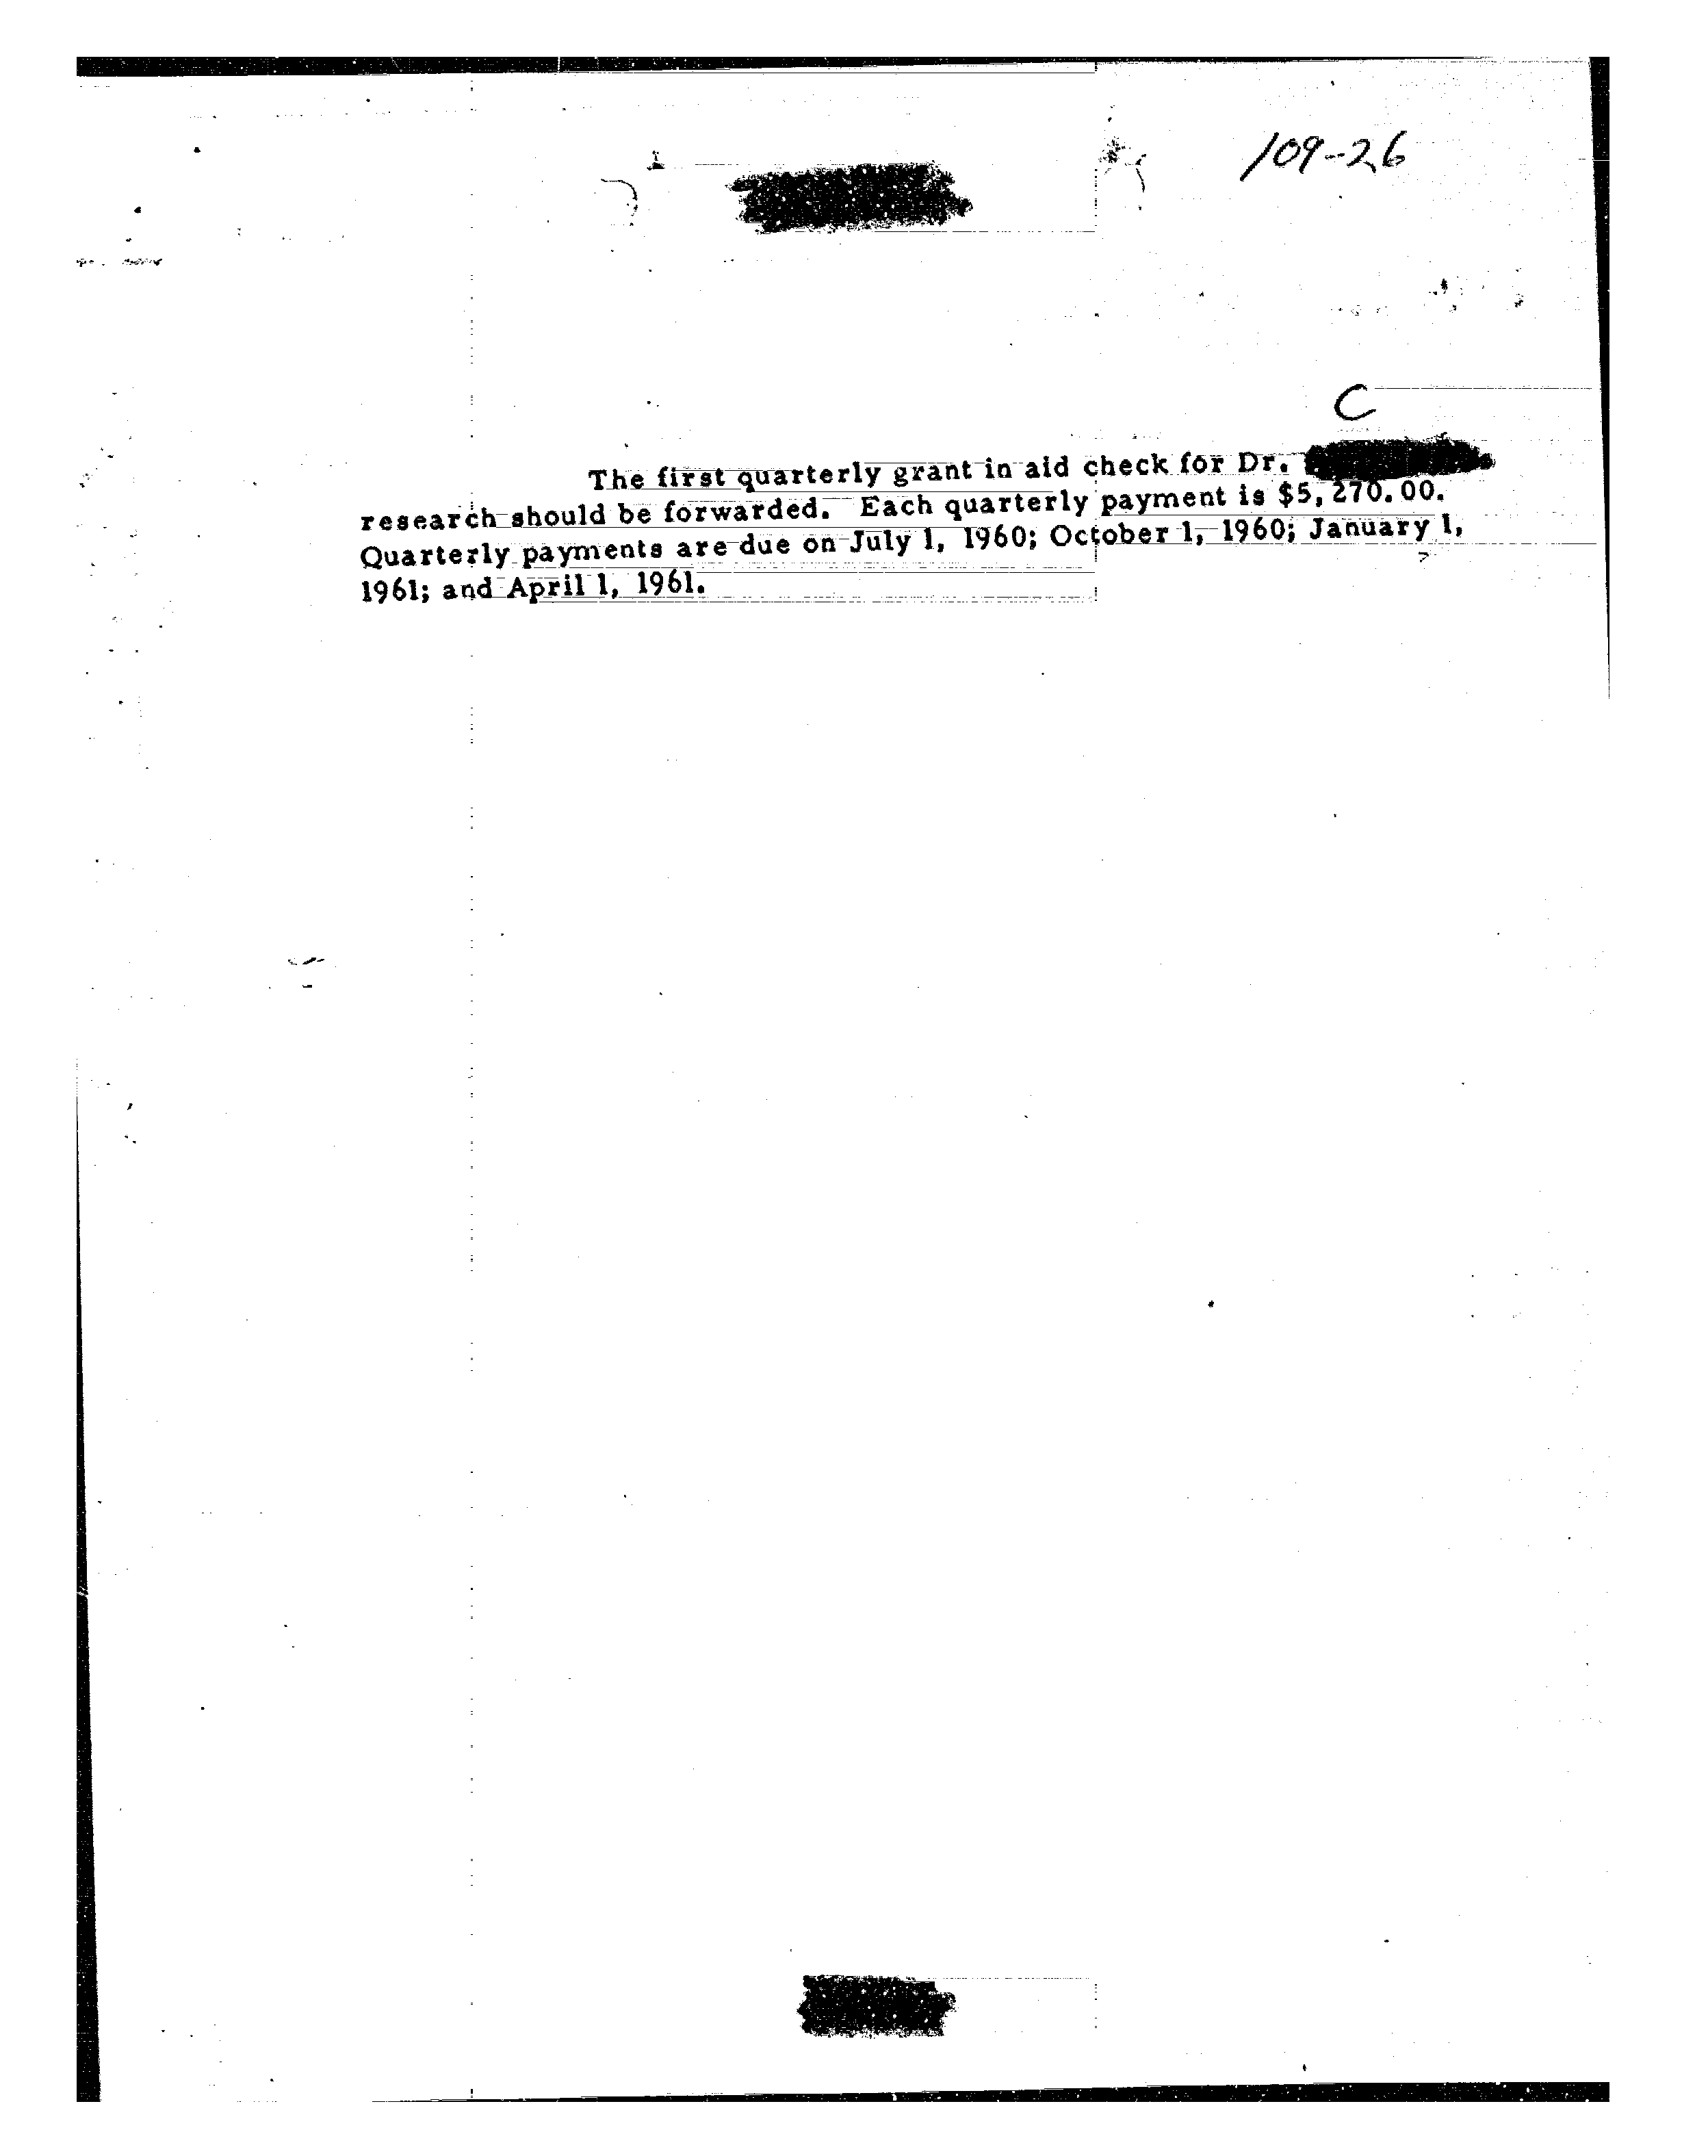 109-26
C
The first quarterly grant in aid check for Dr.
research should be forwarded. Each quarterly payment is $5,270.00.
Quarterly payments are due on July 1, 1960; October 1, 1960; January 1,
1961; and April 1, 1961.